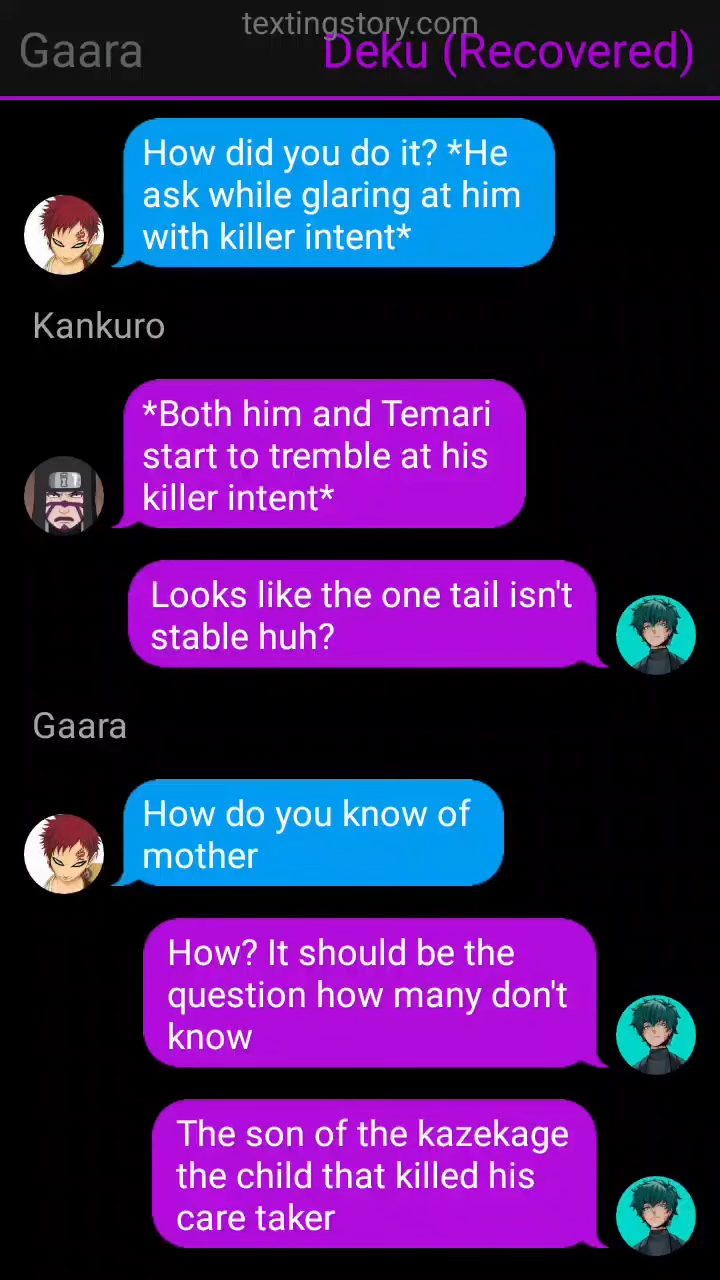 textingstory.com
Gaara
Deku (Recovered)
How did you do it? *He
ask while glaring at him
with killer intent*
Kankuro
*Both him and Temari
start to tremble at his
killer intent*
Looks like the one tail isn't
stable huh?
Gaara
How do you know of
mother
How? It should be the
question how many don't
know
The son of the kazekage
the child that killed his
care taker